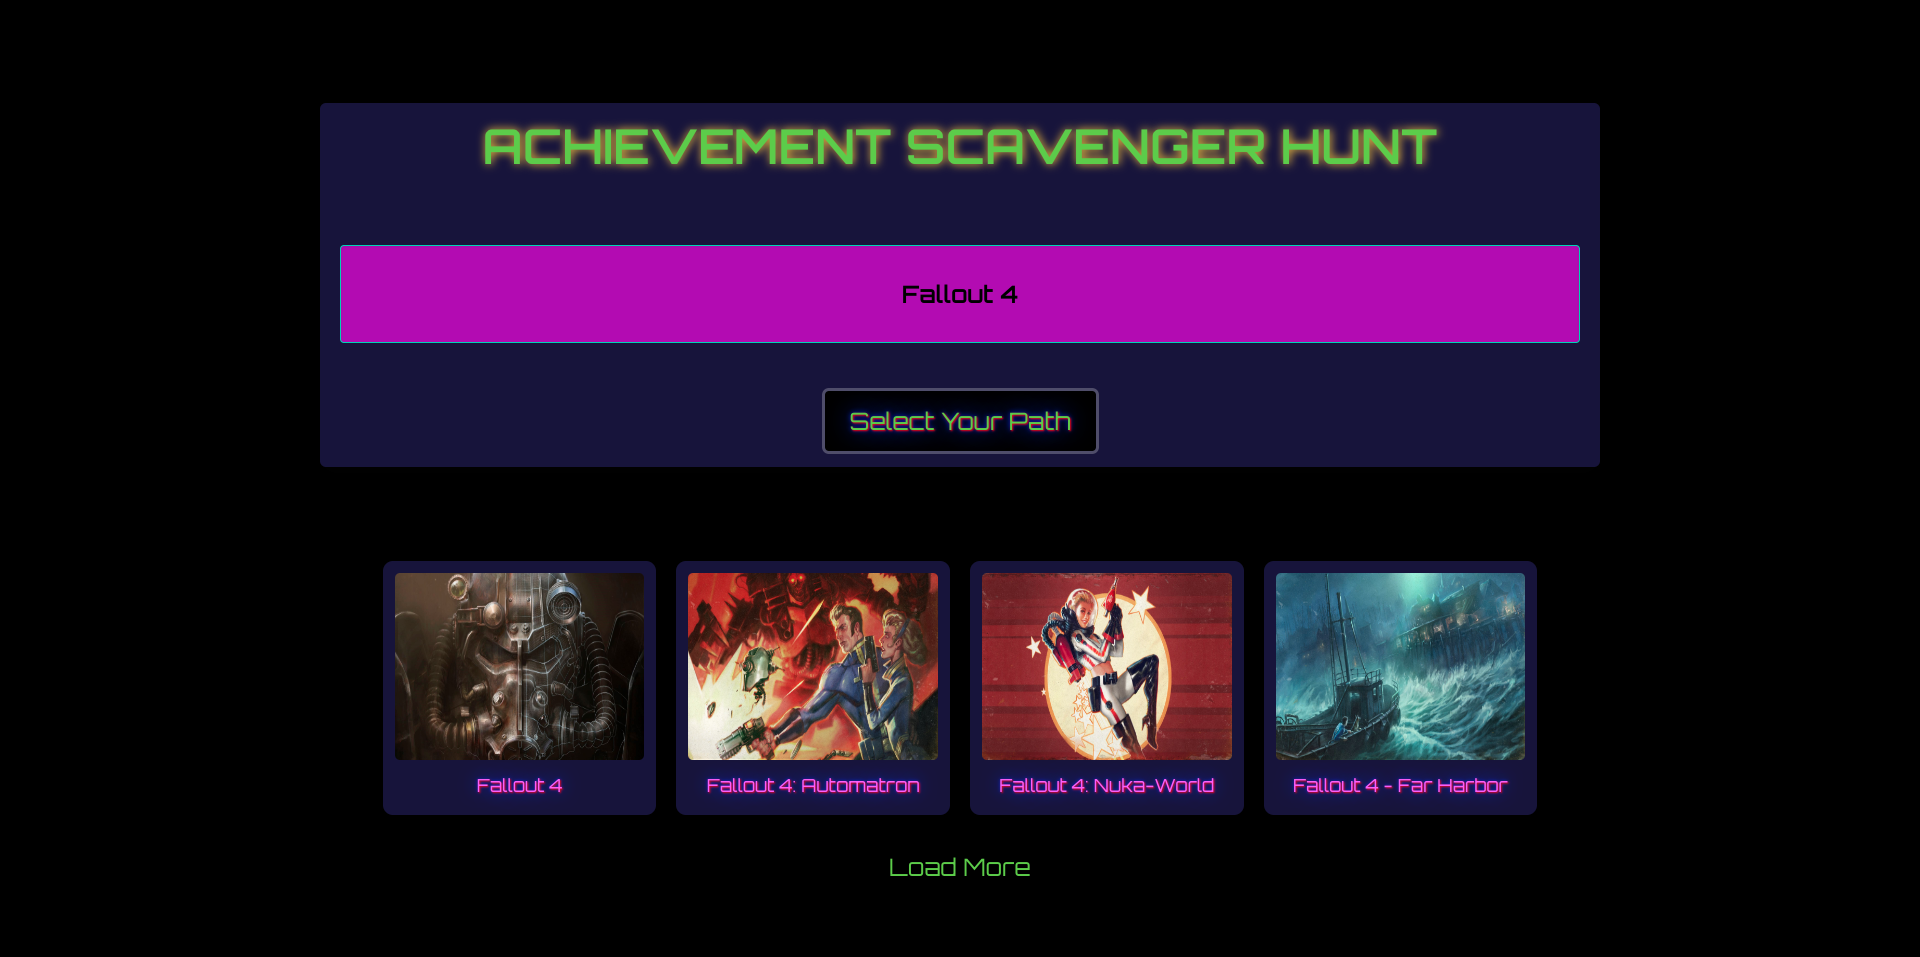 ACHIEVEMENT SCAVENGER HUNT
Fallout 4
Select Your Path
Fallout 4
Fallout 4: Automatron
Fallout 4: Nuka-World
Fallout 4 - Far Harbor
Load More